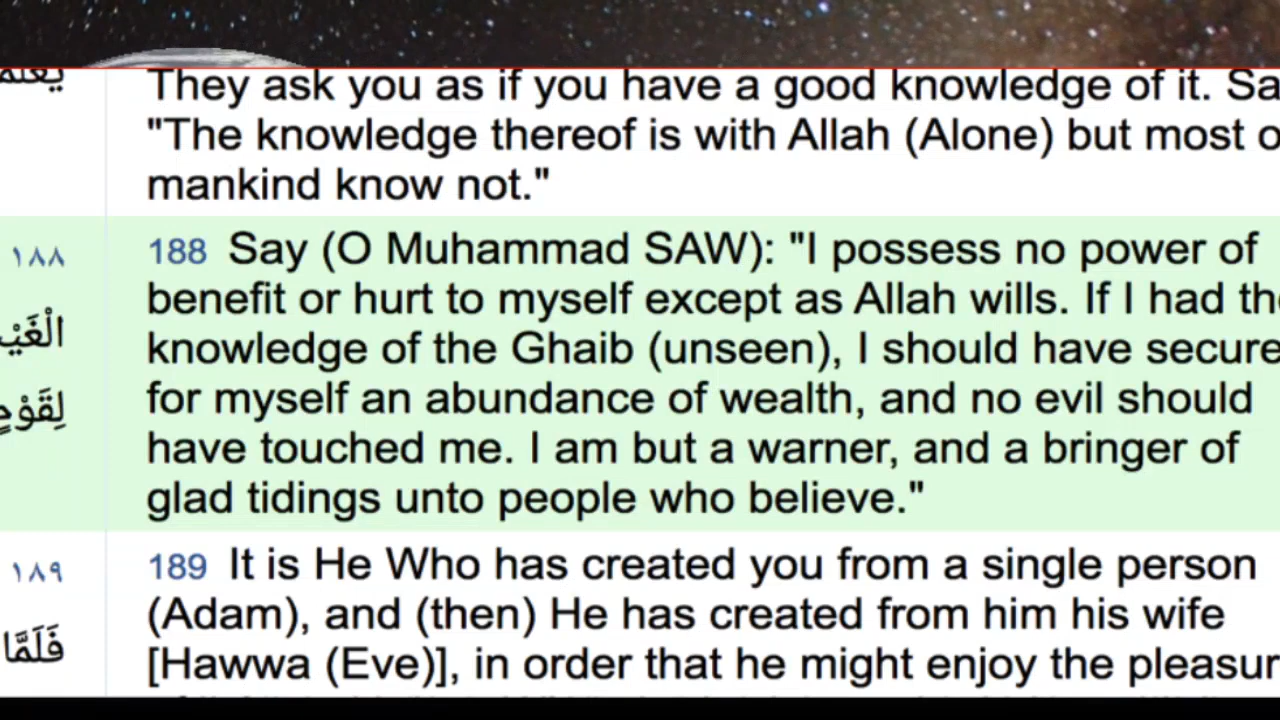 They ask you as if you have a good knowledge of it.
"The knowledge thereof is with Allah (Alone) but most
mankind know not."
١٨٨
188 Say (O Muhammad SAW): "I possess no power of
benefit or hurt to myself except as Allah wills. If I had
knowledge of the Ghaib (unseen), I should have secure
for myself an abundance of wealth, and no evil should
have touched me. I am but a warner, and a bringer of
glad tidings unto people who believe."
لِقَوْمٍ
١٨٩
189 It is He Who has created you from a single person
(Adam), and (then) He has created from him his wife
[Hawwa (Eve)], in order that he might enjoy the pleasur
فَلَمَّا